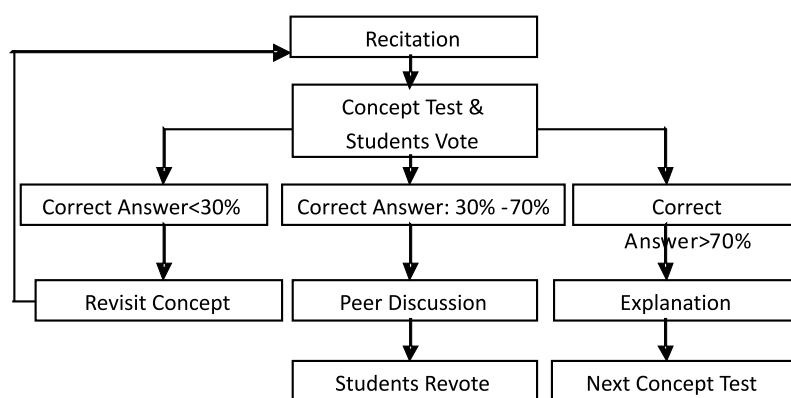 Recitation
Concept Test &
Students Vote
Correct Answer<30%
Correct Answer: 30% -70%
Correct
Answer>70%
Revisit Concept
Peer Discussion
Explanation
Students Revote
Next Concept Test